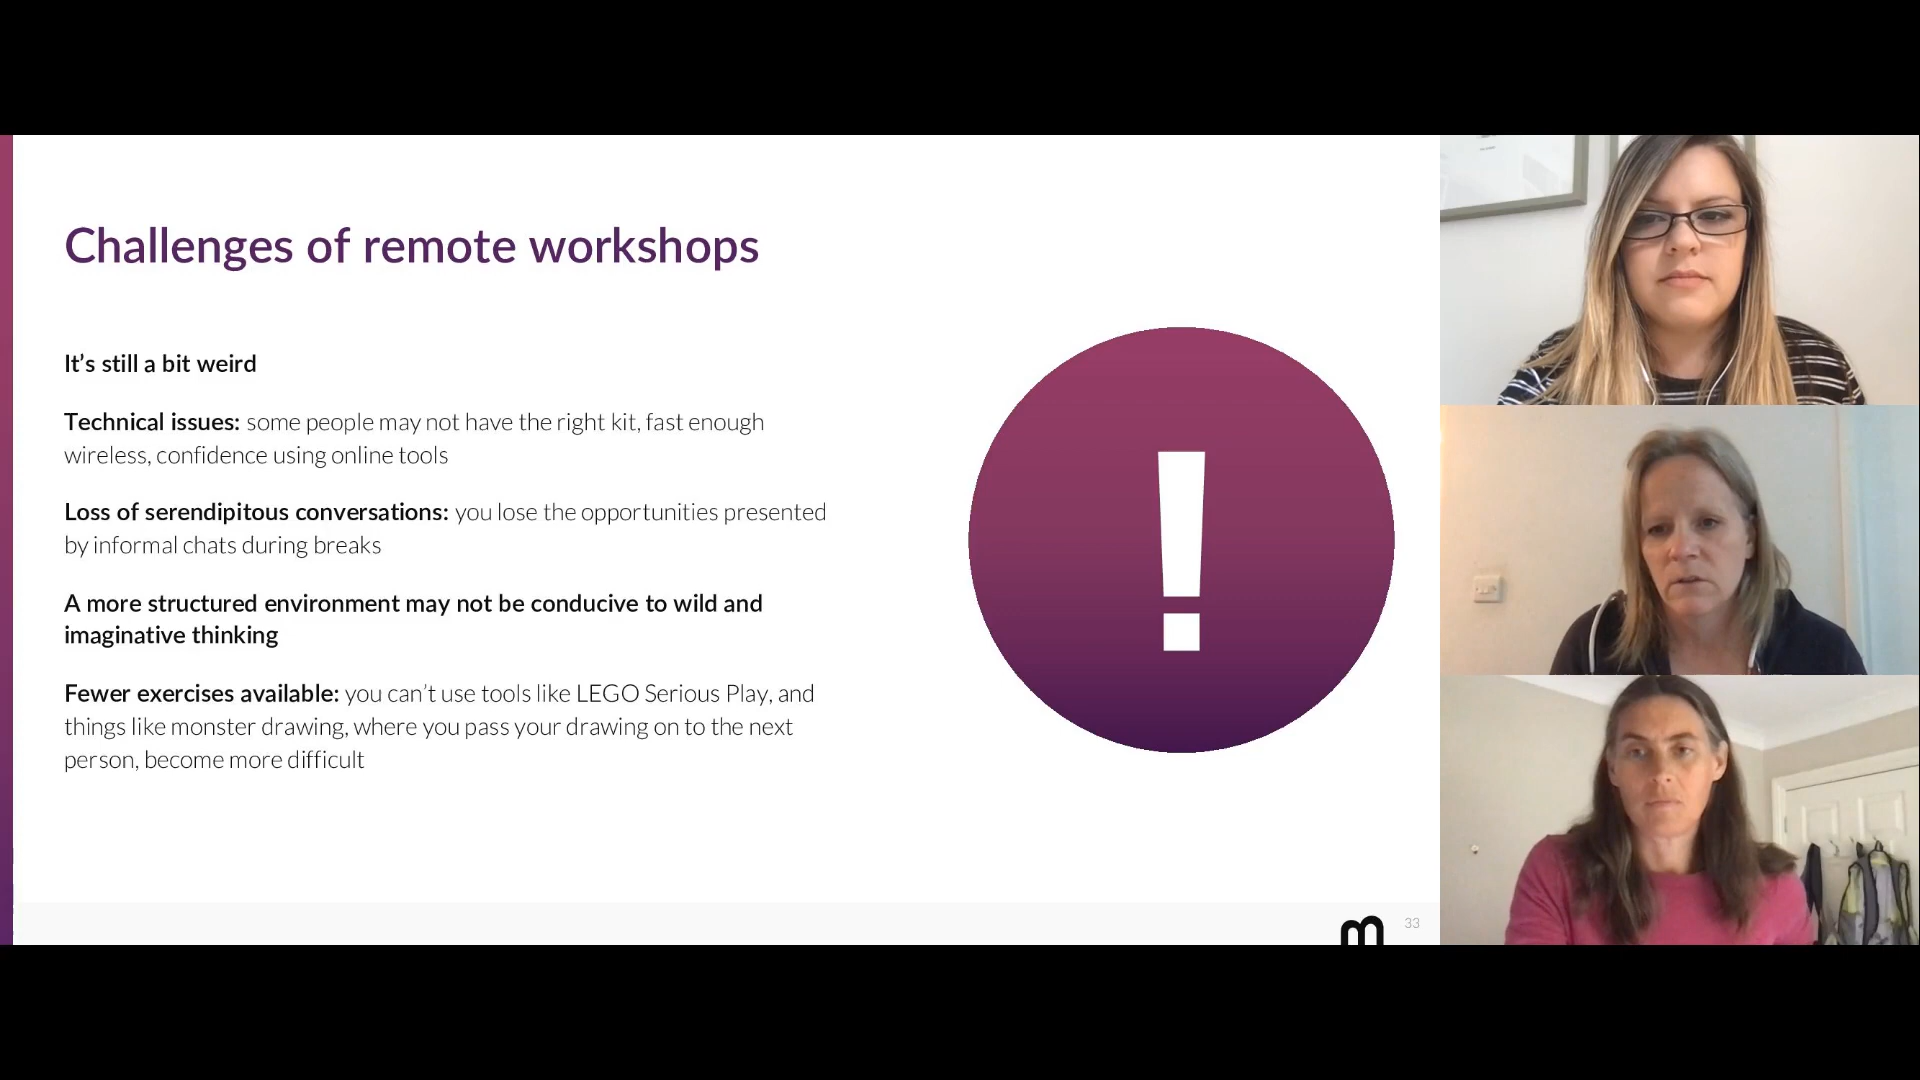 Challenges of remote workshops
It’s still a bit weird
Technical issues: some people may not have the right kit, fast enough
wireless, confidence using online tools
Loss of serendipitous conversations: you lose the opportunities presented
by informal chats during breaks
A more structured environment may not be conducive to wild and
imaginative thinking
Fewer exercises available: you can’t use tools like LEGO Serious Play, and
things like monster drawing, where you pass your drawing on to the next
person, become more difficult
!
m
33